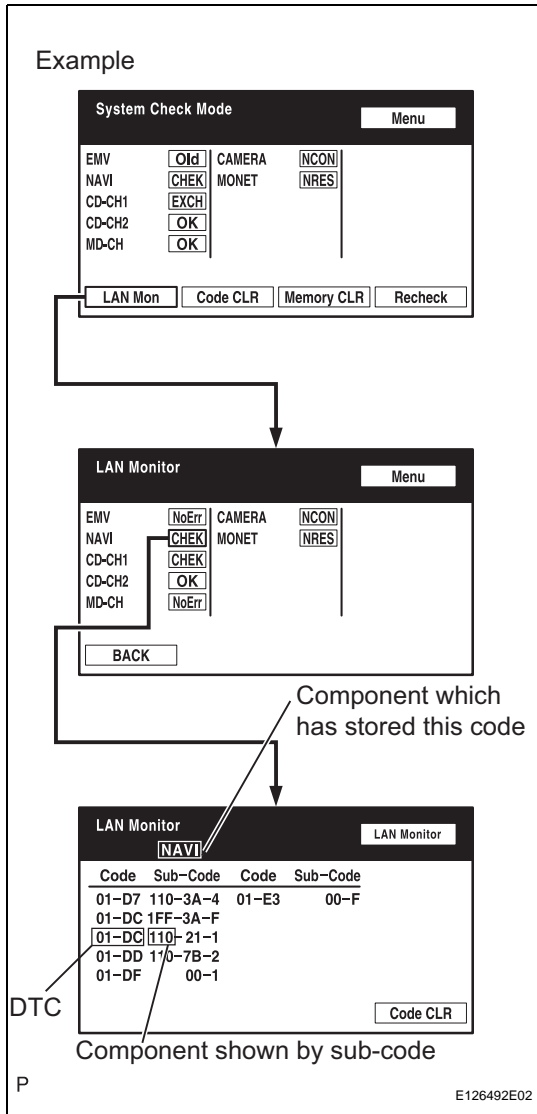 Example
System Check Mode
Menu
EMV Old CAMERA NCON
NAVI CHEK MONET NRES
CD-CH1 EXCH
CD-CH2 OK
MD-CH OK
LAN Mon Code CLR Memory CLR Recheck
LAN Monitor
Menu
EMV NoErr CAMERA NCON
NAVI CHEK MONET NRES
CD-CH1 CHEK
CD-CH2 OK
MD-CH NoErr
BACK
Component which
has stored this code
LAN Monitor
LAN Monitor
NAVI
Code Sub-Code Code Sub-Code
01-D7 110-3A-4 01-E3 00-F
01-DC 1FF-3A-F
01-DC 110-21-1
01-DD 110-7B-2
01-DF 00-1
DTC
Code CLR
Component shown by sub-code
P
E126492E02